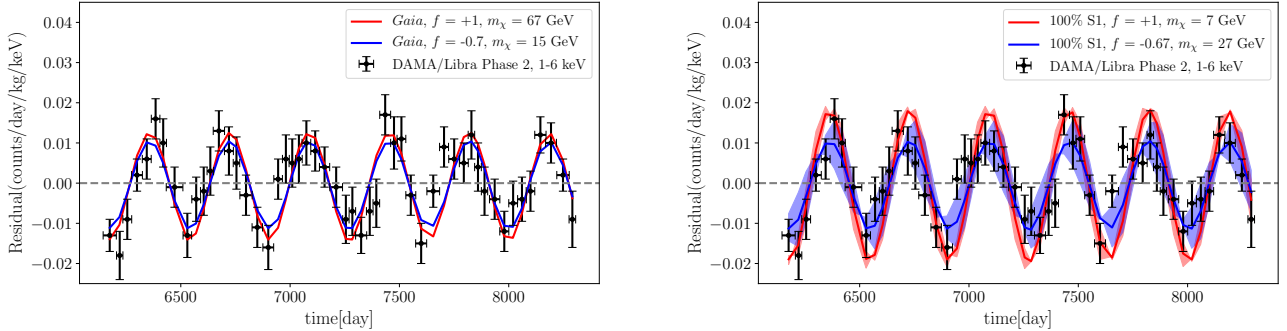 Residual(counts/day/kg/keV)
0.04
0.03
0.02
0.01
0.00
−0.01
−0.02
6500
7000
7500
8000
time[day]
Gaia, f = +1, mχ = 67 GeV
Gaia, f = -0.7, mχ = 15 GeV
DAMA/Libra Phase 2, 1-6 keV
Residual(counts/day/kg/keV)
0.04
0.03
0.02
0.01
0.00
−0.01
−0.02
6500
7000
7500
8000
time[day]
100% S1, f = +1, mχ = 7 GeV
100% S1, f = -0.67, mχ = 27 GeV
DAMA/Libra Phase 2, 1-6 keV